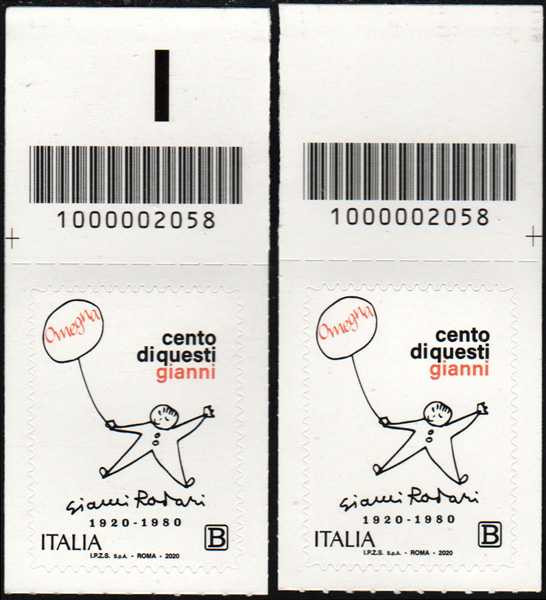 1000002058
Omegna
cento
diquesti
gianni
Gianni Rodari
1920-1980
ITALIA B
I.P.Z.S. S.p.A. - ROMA - 2020
1000002058
Omegna
cento
diquesti
gianni
Gianni Rodari
1920-1980
ITALIA B
I.P.Z.S. S.p.A. - ROMA - 2020